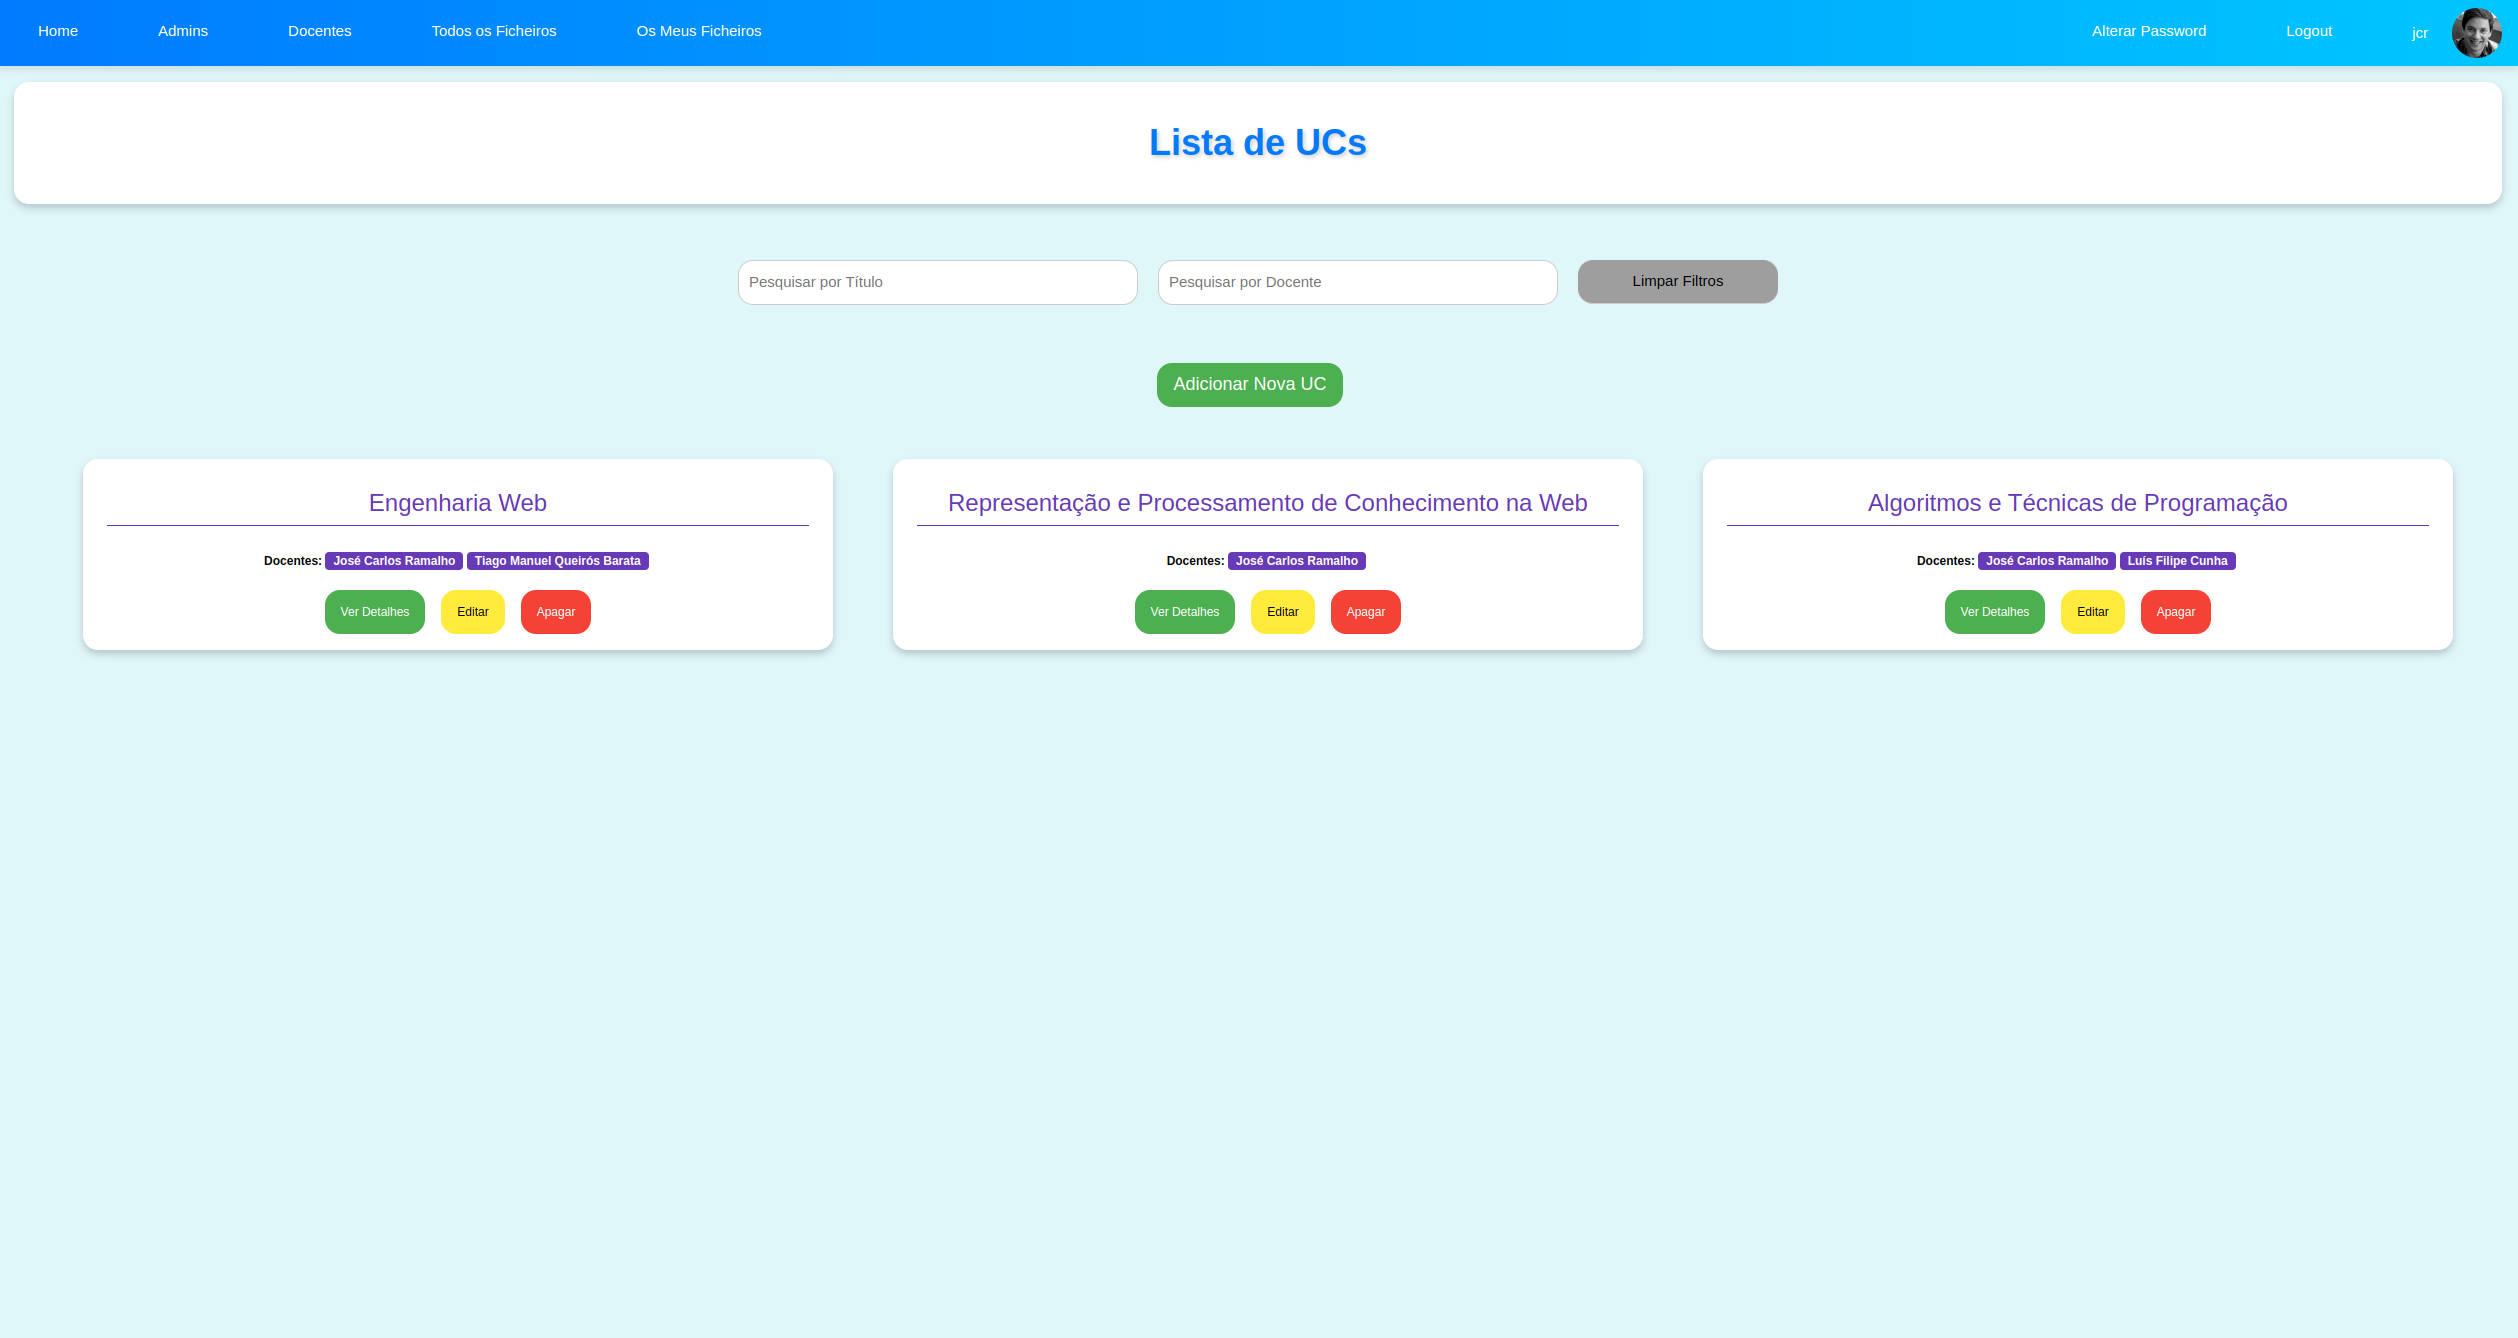 Home Admins Docentes Todos os Ficheiros Os Meus Ficheiros Alterar Password Logout jcr
Lista de UCs
Pesquisar por Título Pesquisar por Docente Limpar Filtros
Adicionar Nova UC
Engenharia Web
Docentes: José Carlos Ramalho Tiago Manuel Queirós Barata
Ver Detalhes Editar Apagar
Representação e Processamento de Conhecimento na Web
Docentes: José Carlos Ramalho
Ver Detalhes Editar Apagar
Algoritmos e Técnicas de Programação
Docentes: José Carlos Ramalho Luís Filipe Cunha
Ver Detalhes Editar Apagar